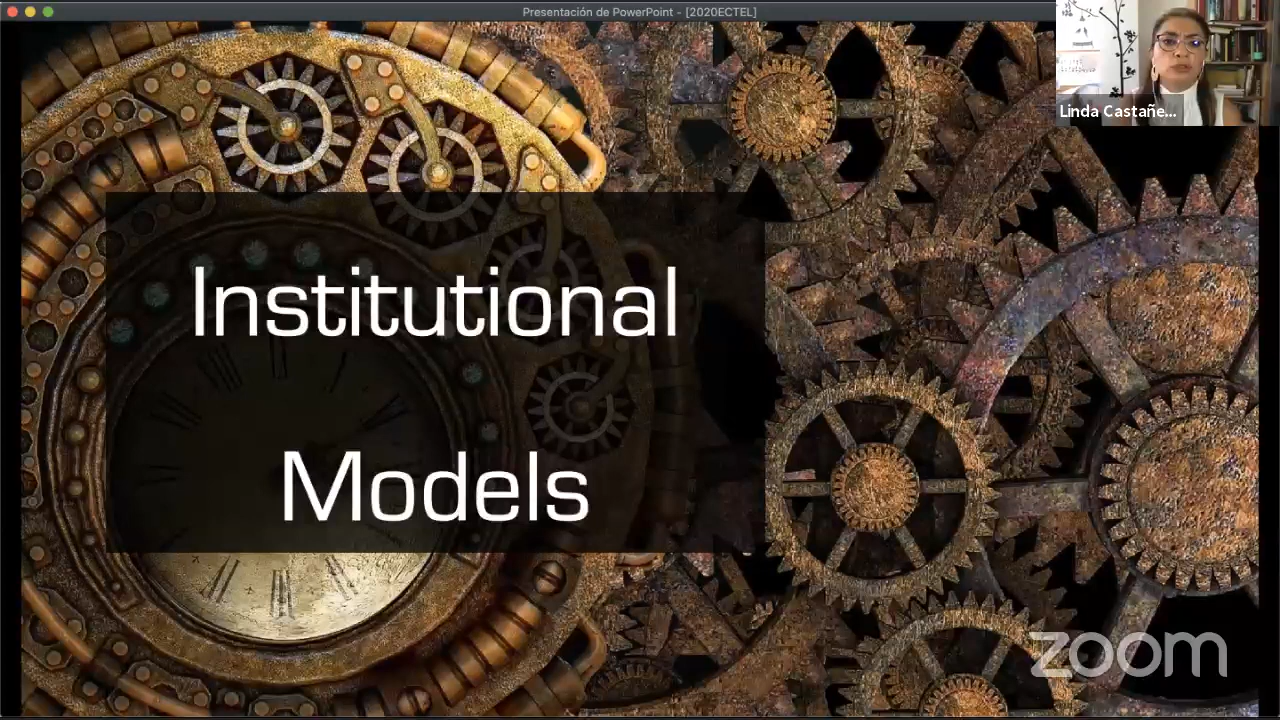 Presentación de PowerPoint - [2020ECTEL]
Linda Castañe...
Institutional
Models
zoom